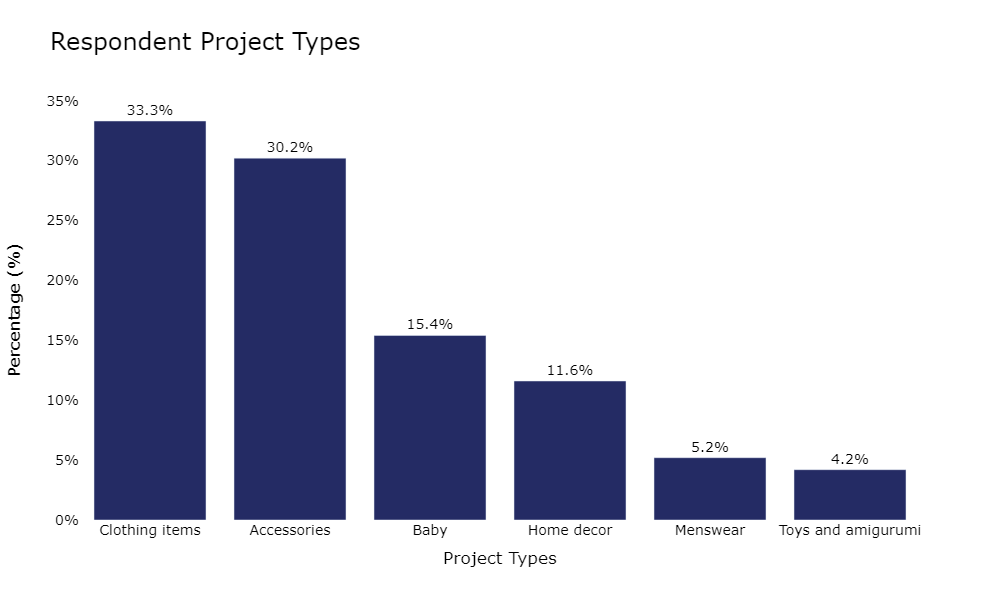 Respondent Project Types
35%
30%
25%
20%
15%
10%
5%
0%
Percentage (%)
33.3%
30.2%
15.4%
11.6%
5.2%
4.2%
Clothing items
Accessories
Baby
Home decor
Menswear
Toys and amigurumi
Project Types